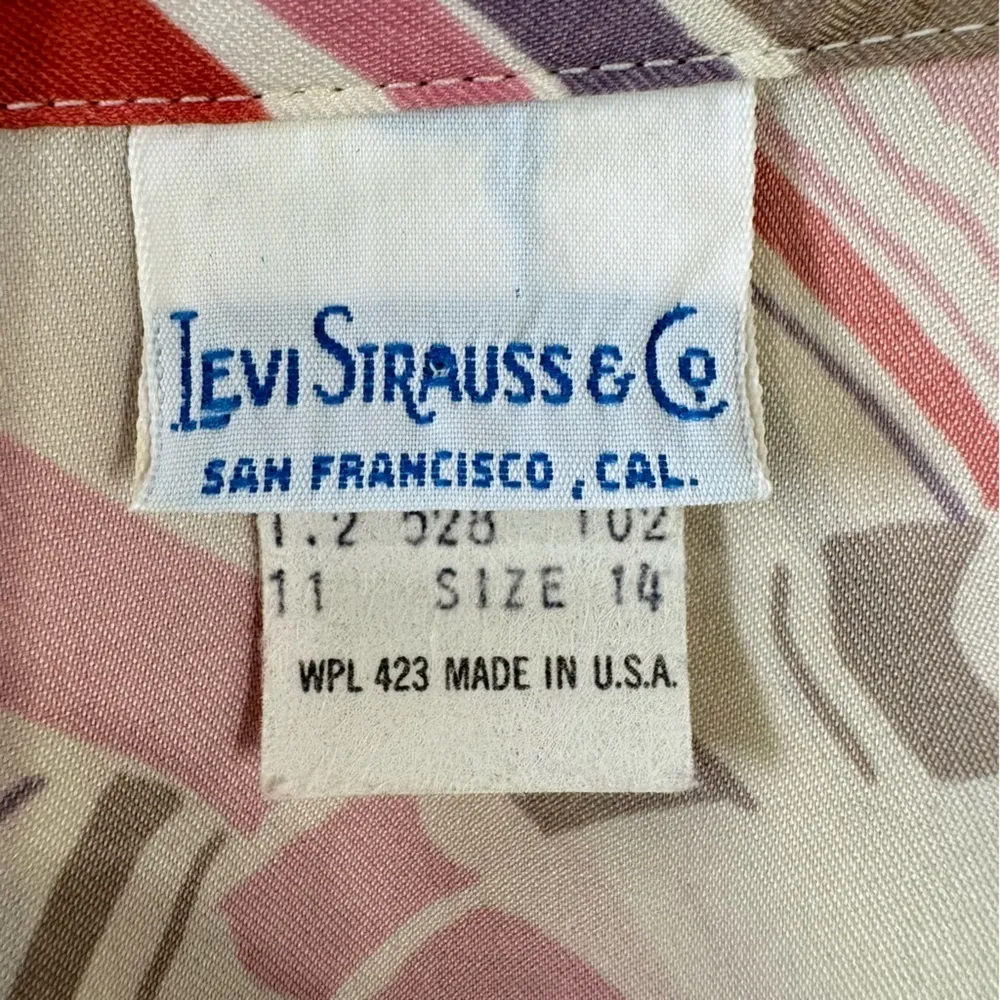 LEVI STRAUSS & CO
SAN FRANCISCO, CAL.
1.2 528 102
11 SIZE 14
WPL 423 MADE IN U.S.A.